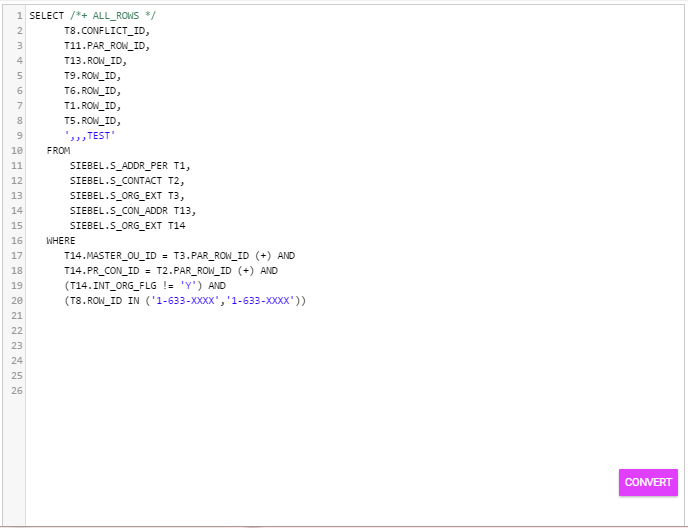 1 SELECT /*+ ALL_ROWS */
2 T8.CONFLICT_ID,
3 T11.PAR_ROW_ID,
4 T13.ROW_ID,
5 T9.ROW_ID,
6 T6.ROW_ID,
7 T1.ROW_ID,
8 T5.ROW_ID,
9 ',,,TEST'
10 FROM
11 SIEBEL.S_ADDR_PER T1,
12 SIEBEL.S_CONTACT T2,
13 SIEBEL.S_ORG_EXT T3,
14 SIEBEL.S_CON_ADDR T13,
15 SIEBEL.S_ORG_EXT T14
16 WHERE
17 T14.MASTER_OU_ID = T3.PAR_ROW_ID (+) AND
18 T14.PR_CON_ID = T2.PAR_ROW_ID (+) AND
19 (T14.INT_ORG_FLG != 'Y') AND
20 (T8.ROW_ID IN ('1-633-XXXX','1-633-XXXX'))
21
22
23
24
25
26
CONVERT